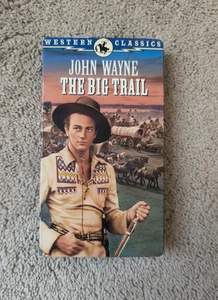 WESTERN CLASSICS
JOHN WAYNE
THE BIG TRAIL